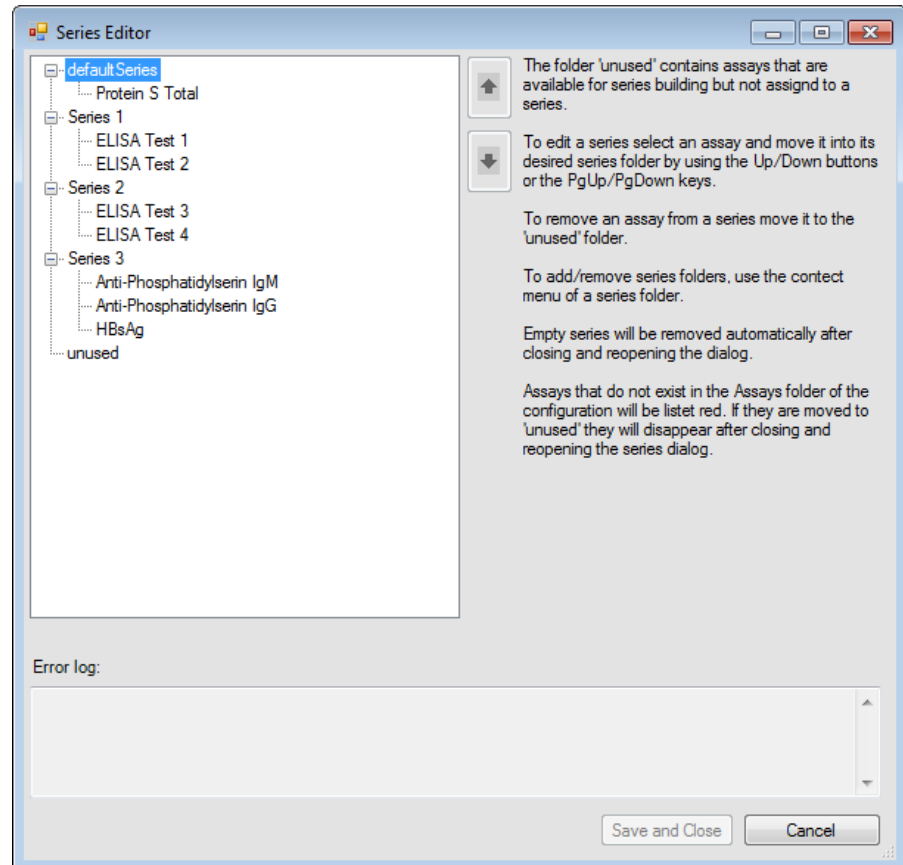 Series Editor
defaultSeries
Protein S Total
Series 1
ELISA Test 1
ELISA Test 2
Series 2
ELISA Test 3
ELISA Test 4
Series 3
Anti-Phosphatidylserin IgM
Anti-Phosphatidylserin IgG
HBsAg
unused
The folder 'unused' contains assays that are
available for series building but not assignd to a
series.
To edit a series select an assay and move it into its
desired series folder by using the Up/Down buttons
or the PgUp/PgDown keys.
To remove an assay from a series move it to the
'unused' folder.
To add/remove series folders, use the contect
menu of a series folder.
Empty series will be removed automatically after
closing and reopening the dialog.
Assays that do not exist in the Assays folder of the
configuration will be listet red. If they are moved to
'unused' they will disappear after closing and
reopening the series dialog.
Error log:
Save and Close
Cancel